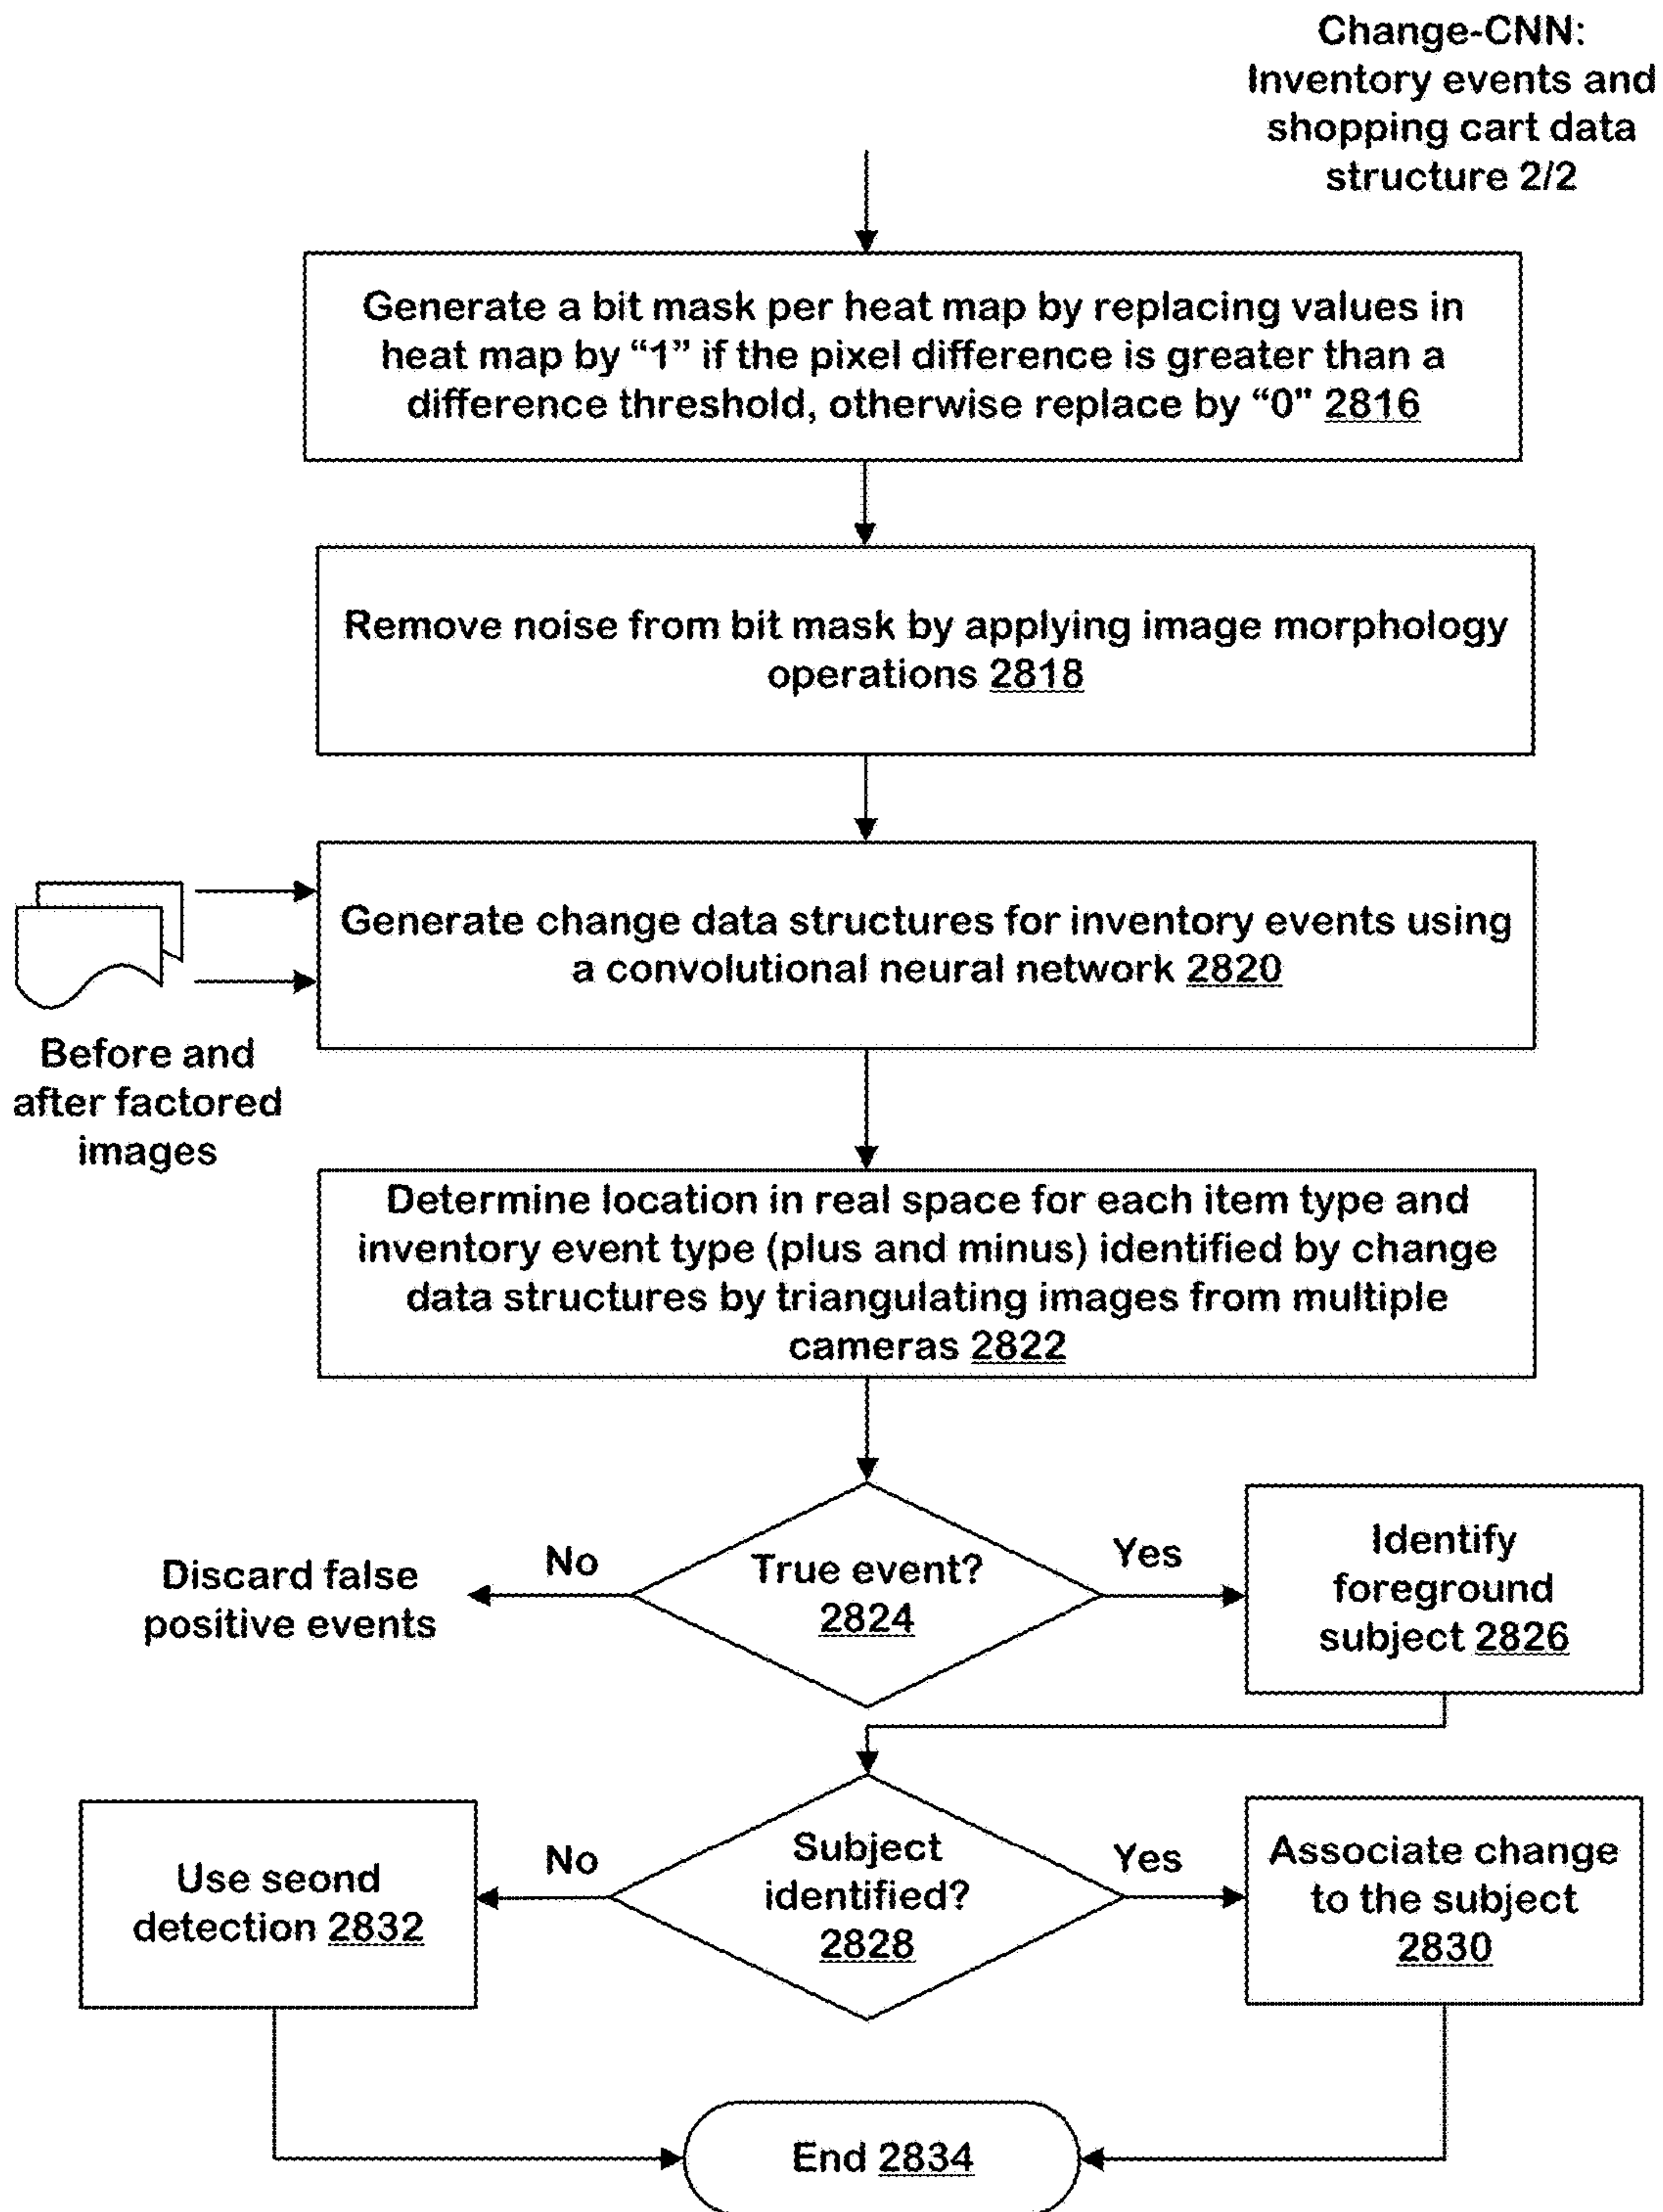 Change-CNN:
Inventory events and
shopping cart data
structure 2/2
Generate a bit mask per heat map by replacing values in
heat map by “1” if the pixel difference is greater than a
difference threshold, otherwise replace by “0” 2816
Remove noise from bit mask by applying image morphology
operations 2818
Generate change data structures for inventory events using
a convolutional neural network 2820
Before and
after factored
images
Determine location in real space for each item type and
inventory event type (plus and minus) identified by change
data structures by triangulating images from multiple
cameras 2822
True event?
2824
No
Discard false
positive events
Yes
Identify
foreground
subject 2826
Subject
identified?
2828
No
Use seond
detection 2832
Yes
Associate change
to the subject
2830
End 2834